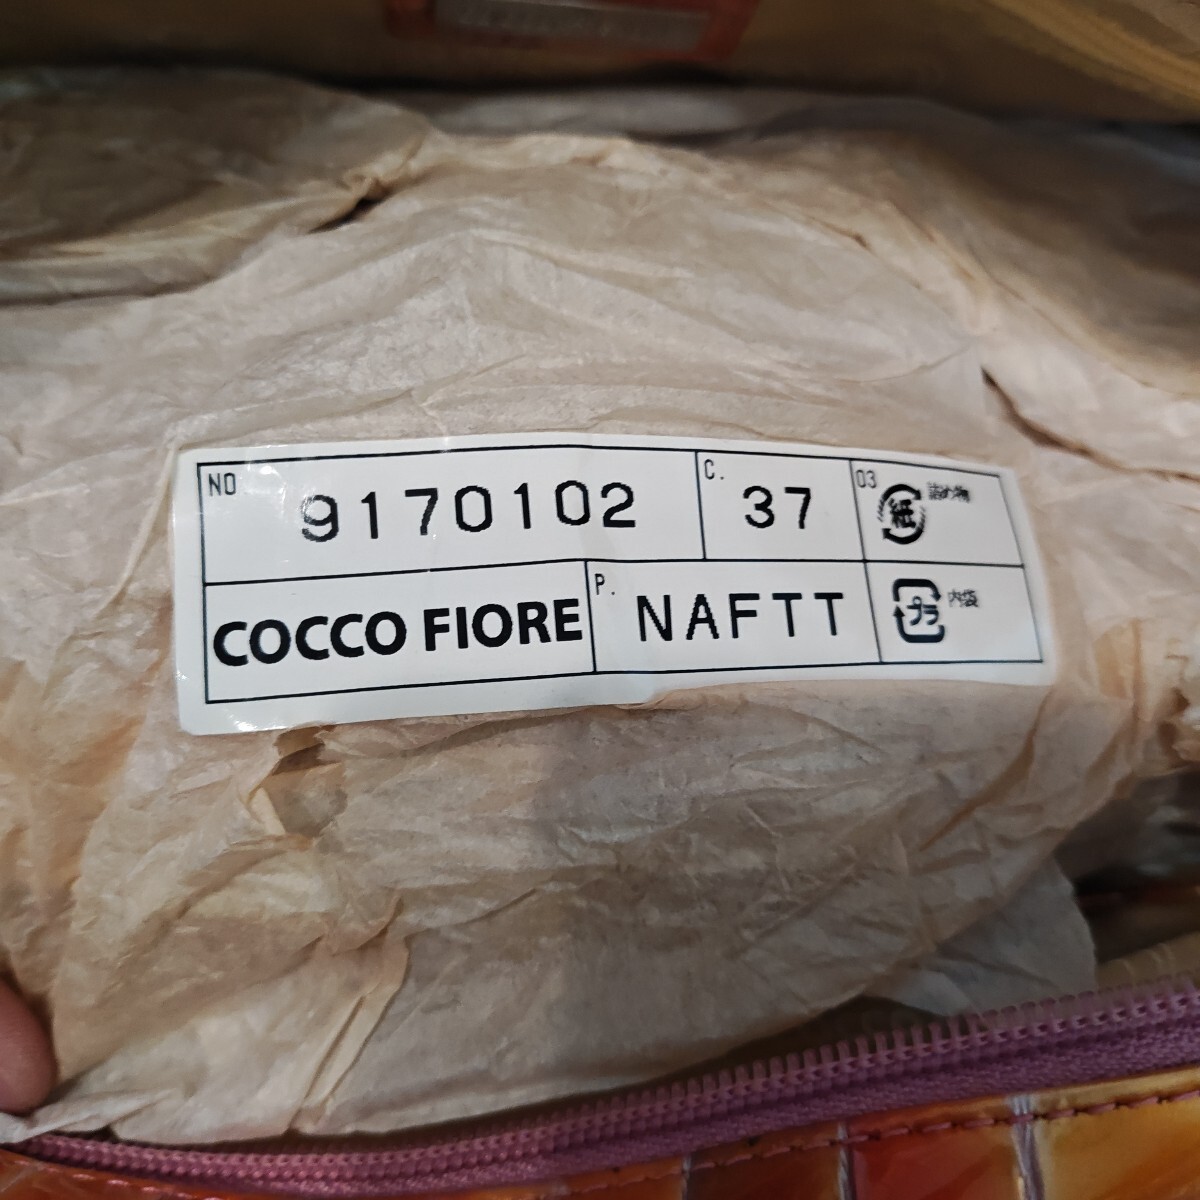 NO 9170102 C. 37 03 紙 詰め物
COCCO FIORE P. NAFTT プラ 内袋